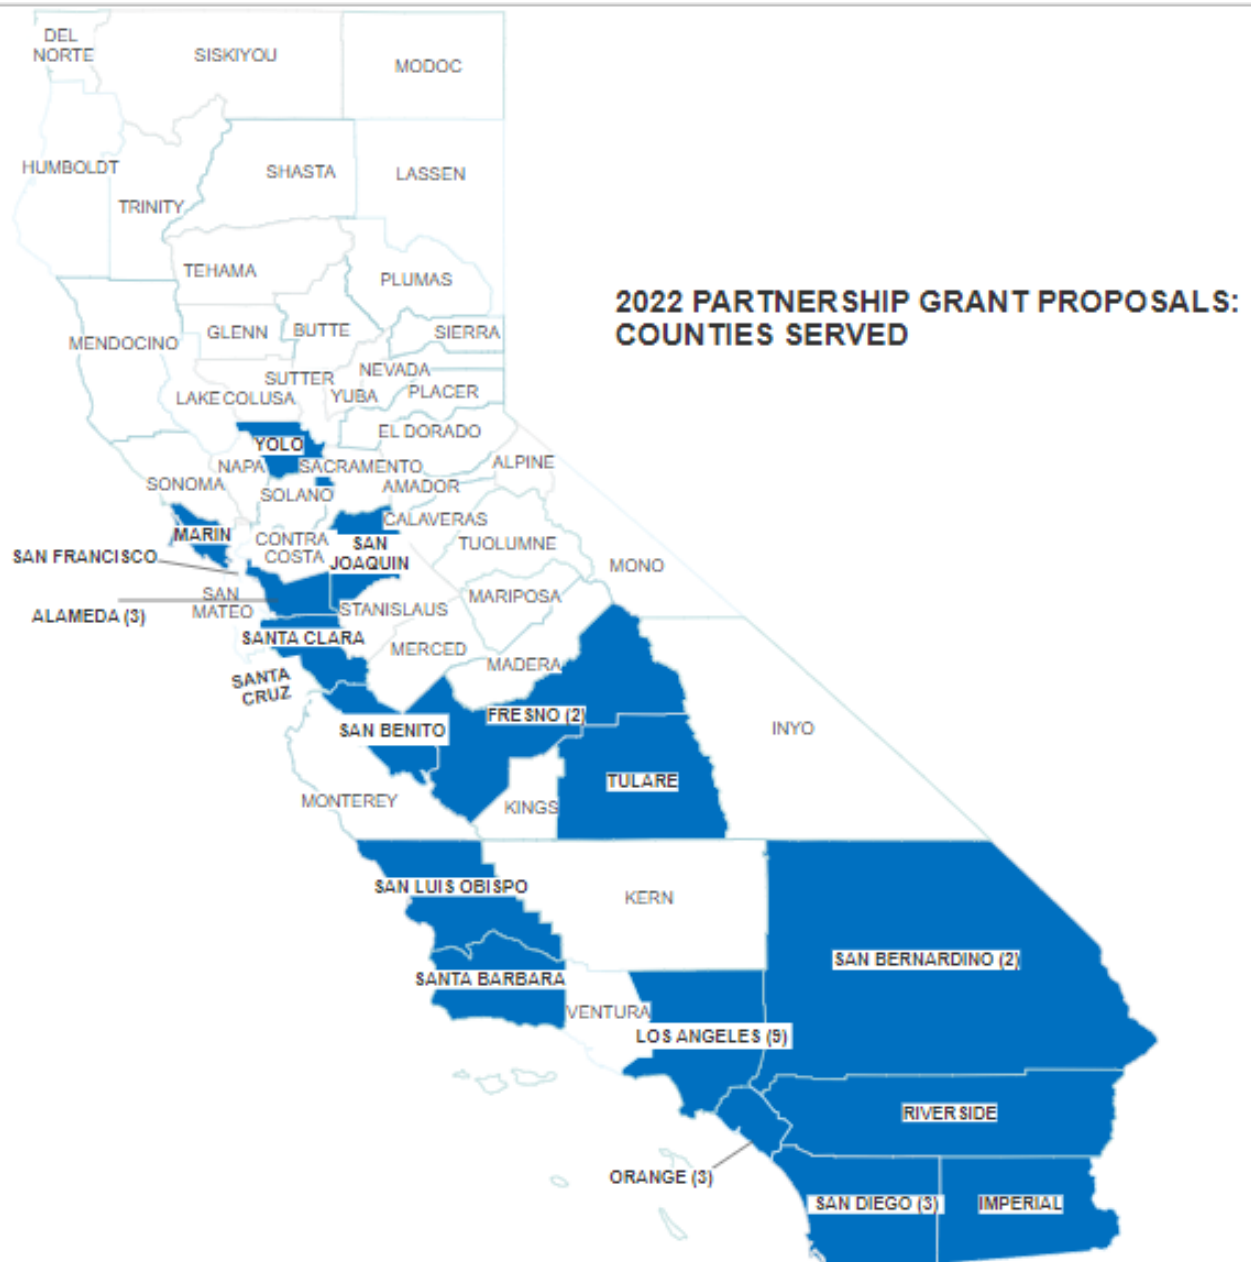 DEL
NORTE
SISKIYOU
MODOC
HUMBOLDT
TRINITY
SHASTA
LASSEN
TEHAMA
PLUMAS
2022 PARTNERSHIP GRANT PROPOSALS:
COUNTIES SERVED
MENDOCINO
GLENN
BUTTE
SIERRA
LAKE
COLUSA
SUTTER
YUBA
NEVADA
PLACER
YOLO
EL DORADO
NAPA
SACRAMENTO
ALPINE
SONOMA
SOLANO
AMADOR
MARIN
CONTRA
COSTA
SAN
JOAQUIN
CALAVERAS
TUOLUMNE
MONO
SAN FRANCISCO
SAN
MATEO
ALAMEDA (3)
STANISLAUS
MARIPOSA
SANTA CLARA
MERCED
MADERA
SANTA
CRUZ
SAN BENITO
FRESNO (2)
INYO
MONTEREY
KINGS
TULARE
SAN LUIS OBISPO
KERN
SAN BERNARDINO (2)
SANTA BARBARA
VENTURA
LOS ANGELES (9)
RIVERSIDE
ORANGE (3)
SAN DIEGO (3)
IMPERIAL